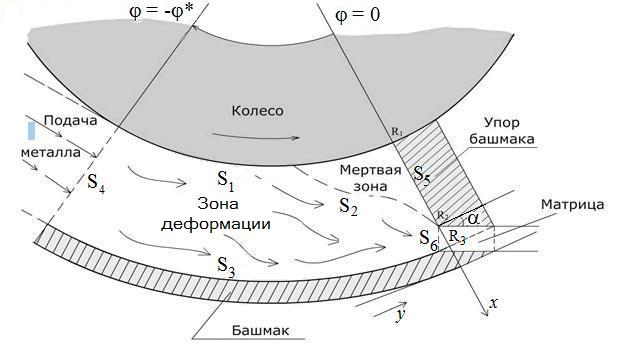 φ = -φ*
φ = 0
Подача
металла
Колесо
R₁
Упор
башмака
S₄
S₁
Мертвая
зона
S₅
Зона
деформации
S₂
R₂
α
Матрица
S₃
S₆
R₃
Башмак
y
x